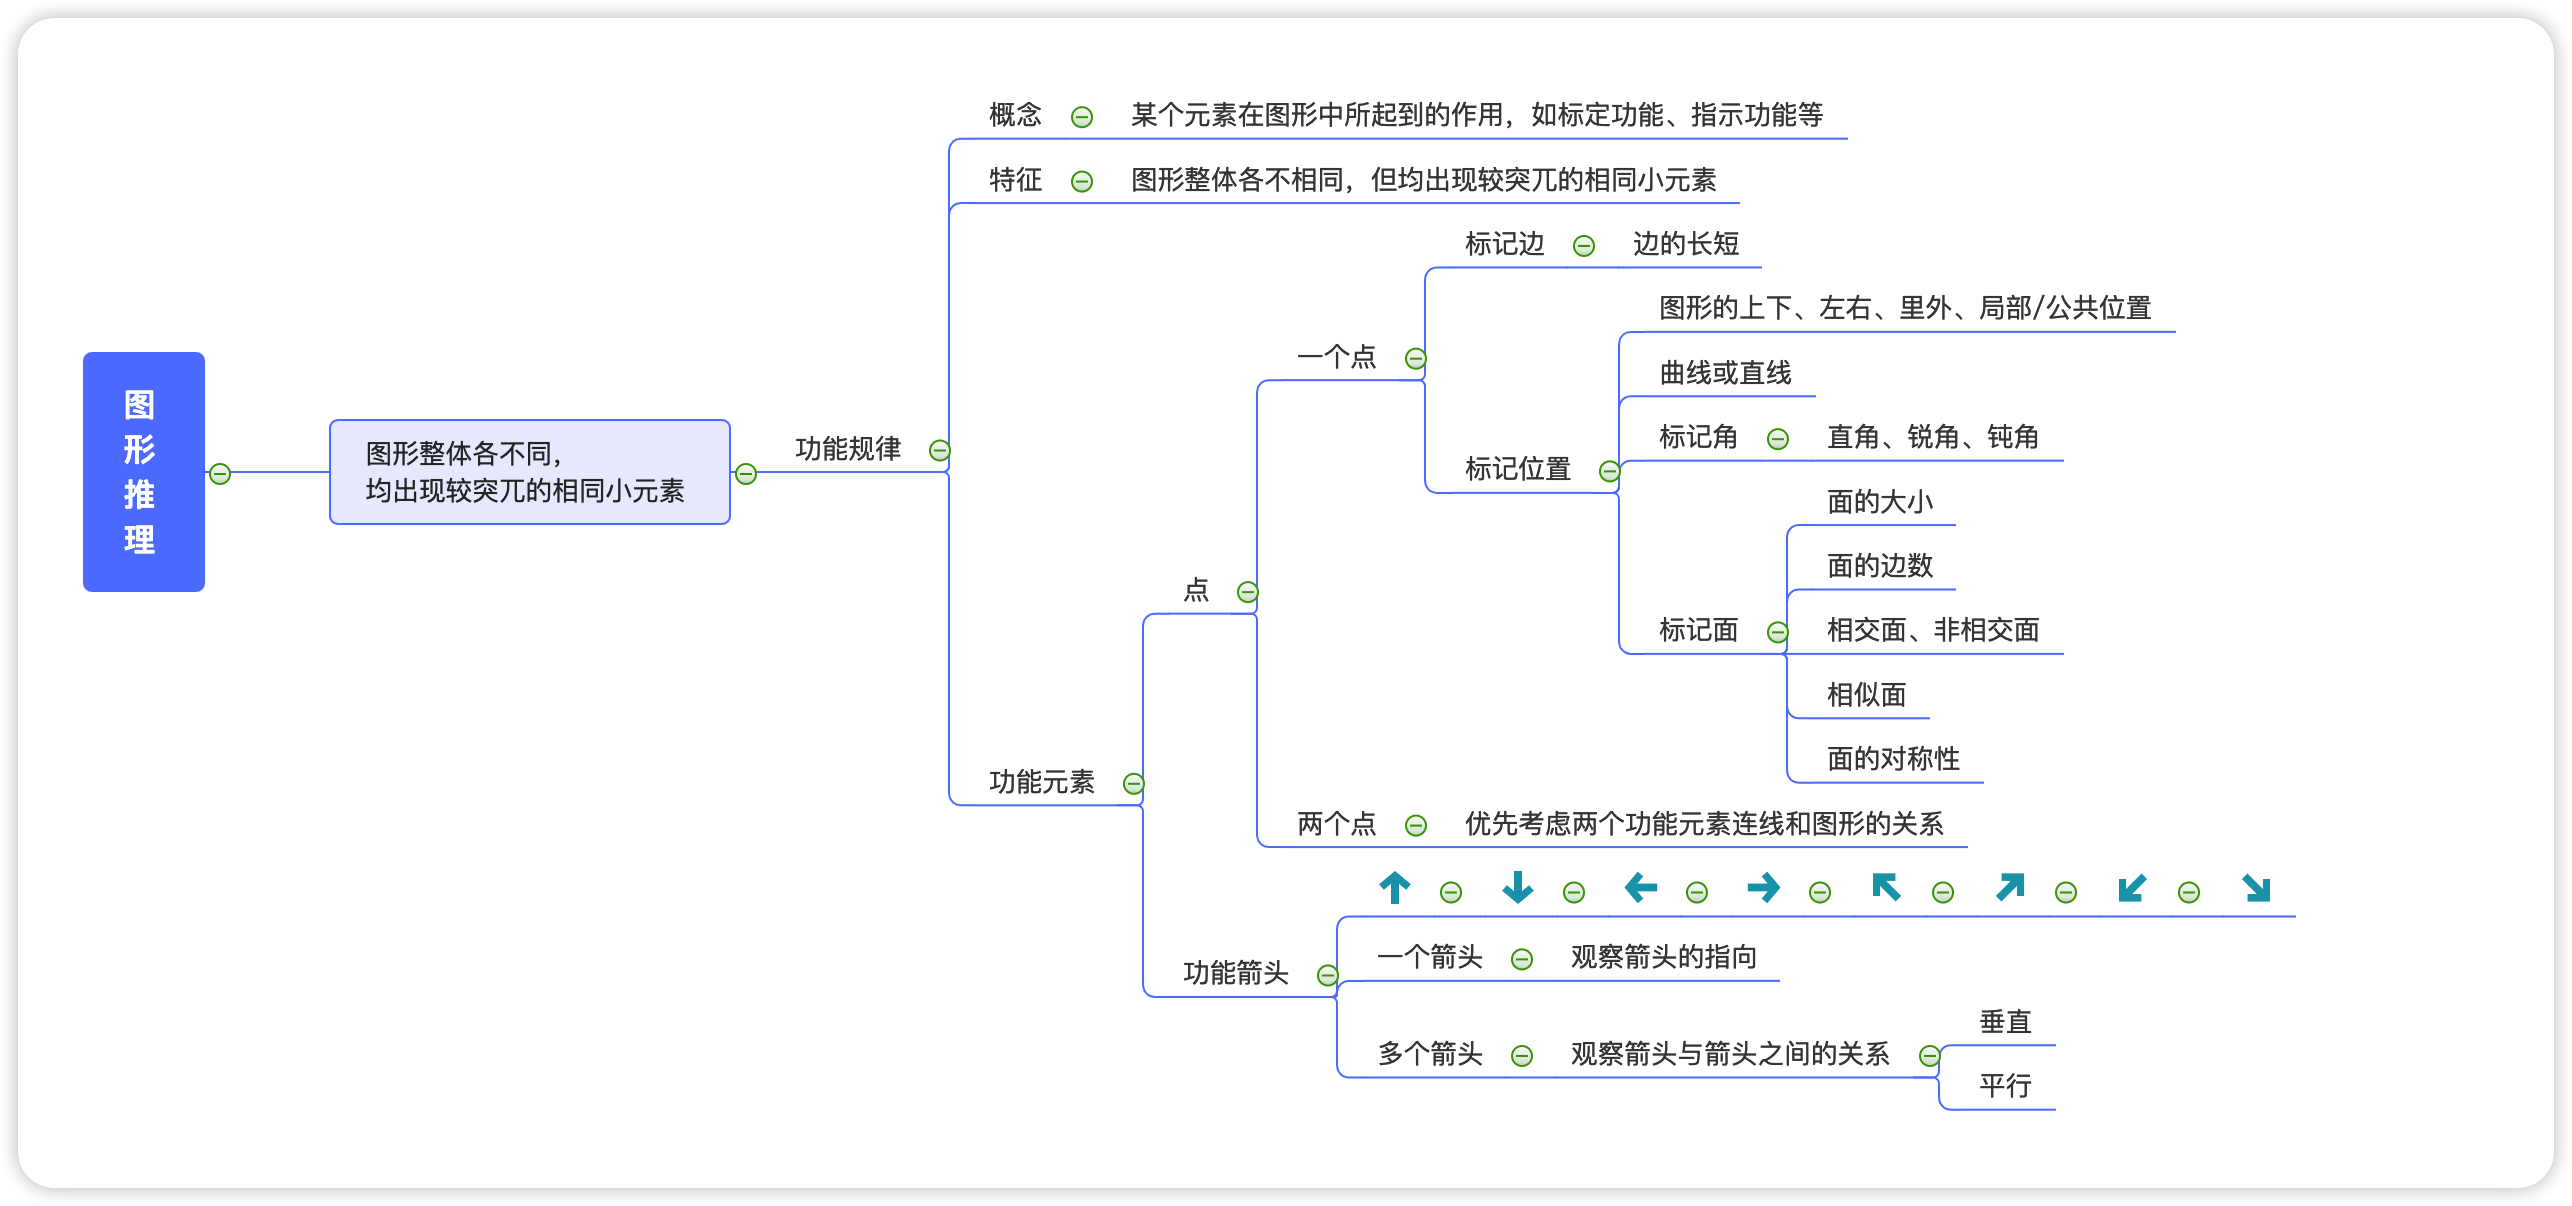 图
形
推
理
图形整体各不同，
均出现较突兀的相同小元素
功能规律
概念
某个元素在图形中所起到的作用，如标定功能、指示功能等
特征
图形整体各不相同，但均出现较突兀的相同小元素
功能元素
点
一个点
标记边
边的长短
标记位置
图形的上下、左右、里外、局部/公共位置
曲线或直线
标记角
直角、锐角、钝角
标记面
面的大小
面的边数
相交面、非相交面
相似面
面的对称性
两个点
优先考虑两个功能元素连线和图形的关系
功能箭头
一个箭头
观察箭头的指向
多个箭头
观察箭头与箭头之间的关系
垂直
平行